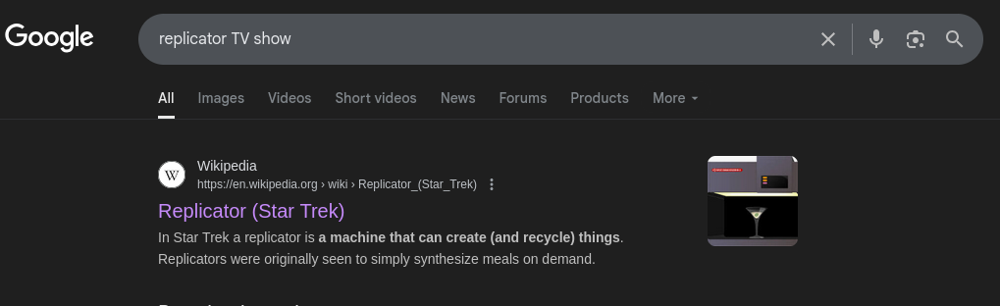 Google
replicator TV show
All Images Videos Short videos News Forums Products More
W
Wikipedia
https://en.wikipedia.org › wiki › Replicator_(Star_Trek)
Replicator (Star Trek)
In Star Trek a replicator is a machine that can create (and recycle) things.
Replicators were originally seen to simply synthesize meals on demand.